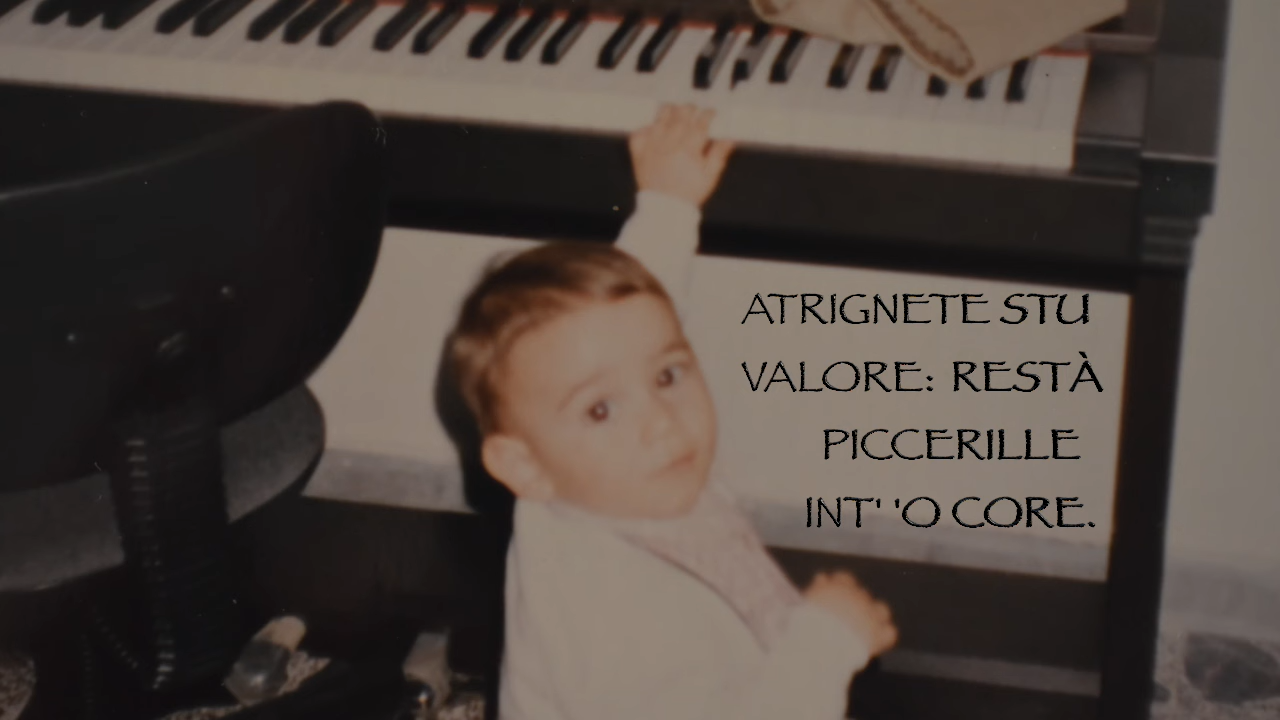 ATRIGNETE STU
VALORE: RESTÀ
PICCERILLE
INT' 'O CORE.